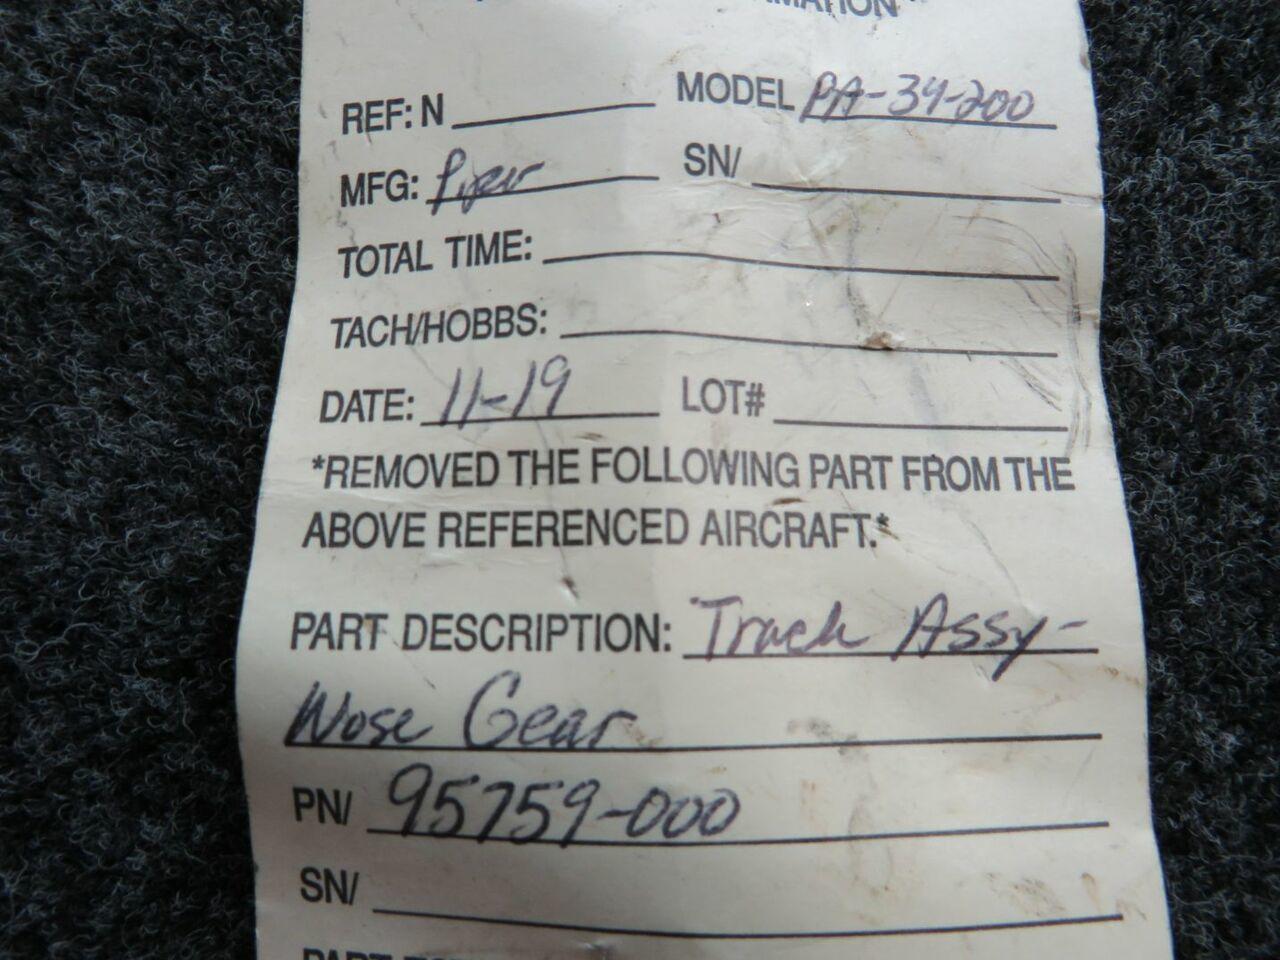 REF: N MODEL PA-34-200
MFG: Piper SN/
TOTAL TIME:
TACH/HOBBS:
DATE: 11-19 LOT#
*REMOVED THE FOLLOWING PART FROM THE
ABOVE REFERENCED AIRCRAFT.*
PART DESCRIPTION: Track Assy-
Nose Gear
PN/ 95759-000
SN/